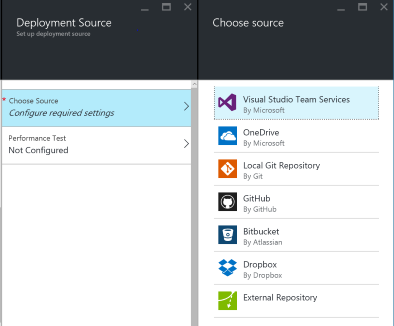 Deployment Source
Set up deployment source
* Choose Source
Configure required settings
Performance Test
Not Configured
Choose source
Visual Studio Team Services
By Microsoft
OneDrive
By Microsoft
Local Git Repository
By Git
GitHub
By GitHub
Bitbucket
By Atlassian
Dropbox
By Dropbox
External Repository